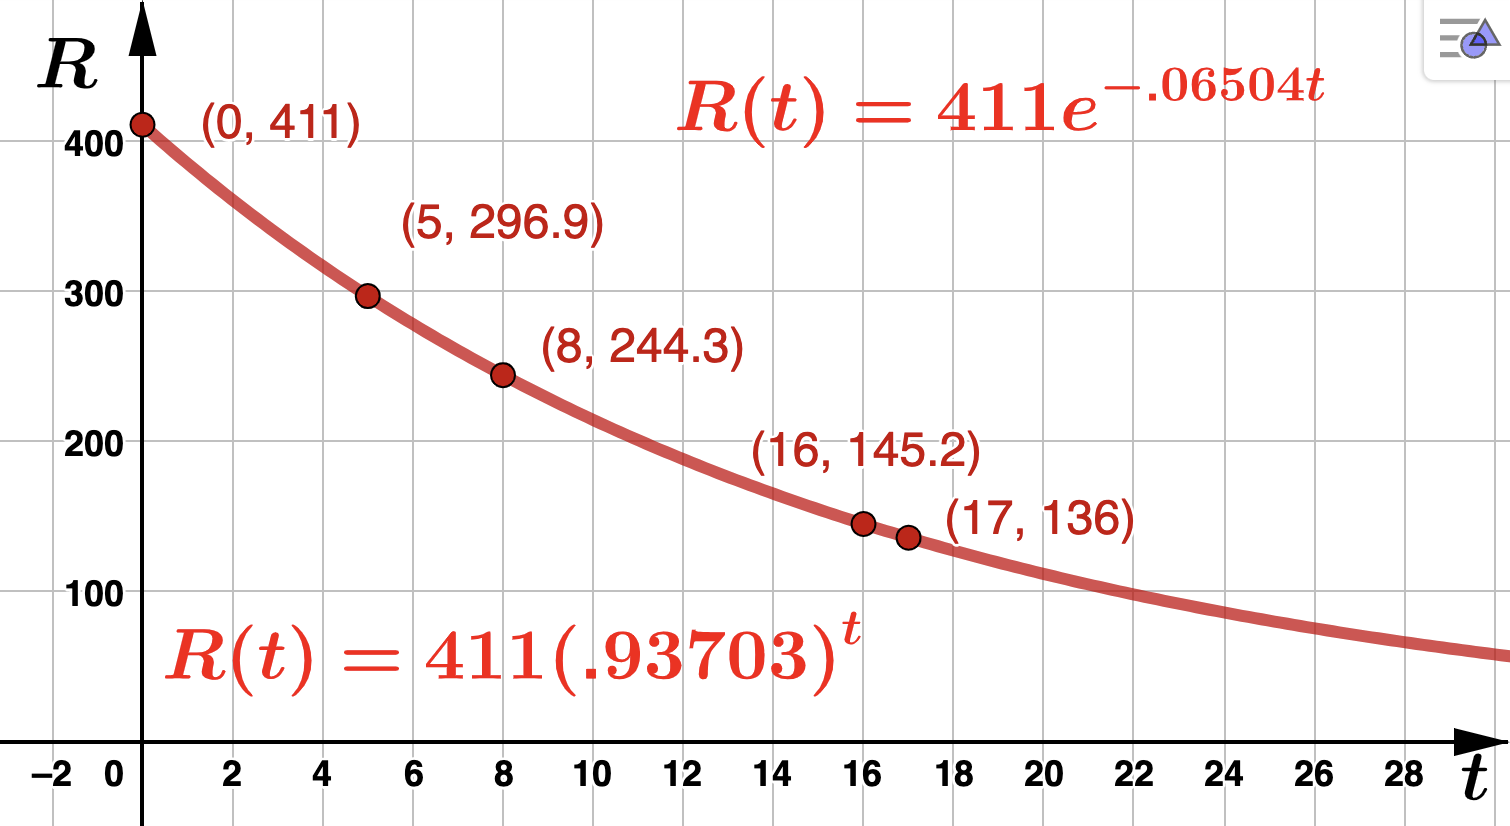 R
R(t) = 411e^{-.06504t}
(0, 411)
400
(5, 296.9)
300
(8, 244.3)
200
(16, 145.2)
(17, 136)
100
R(t) = 411(.93703)^t
–2 0 2 4 6 8 10 12 14 16 18 20 22 24 26 28 t